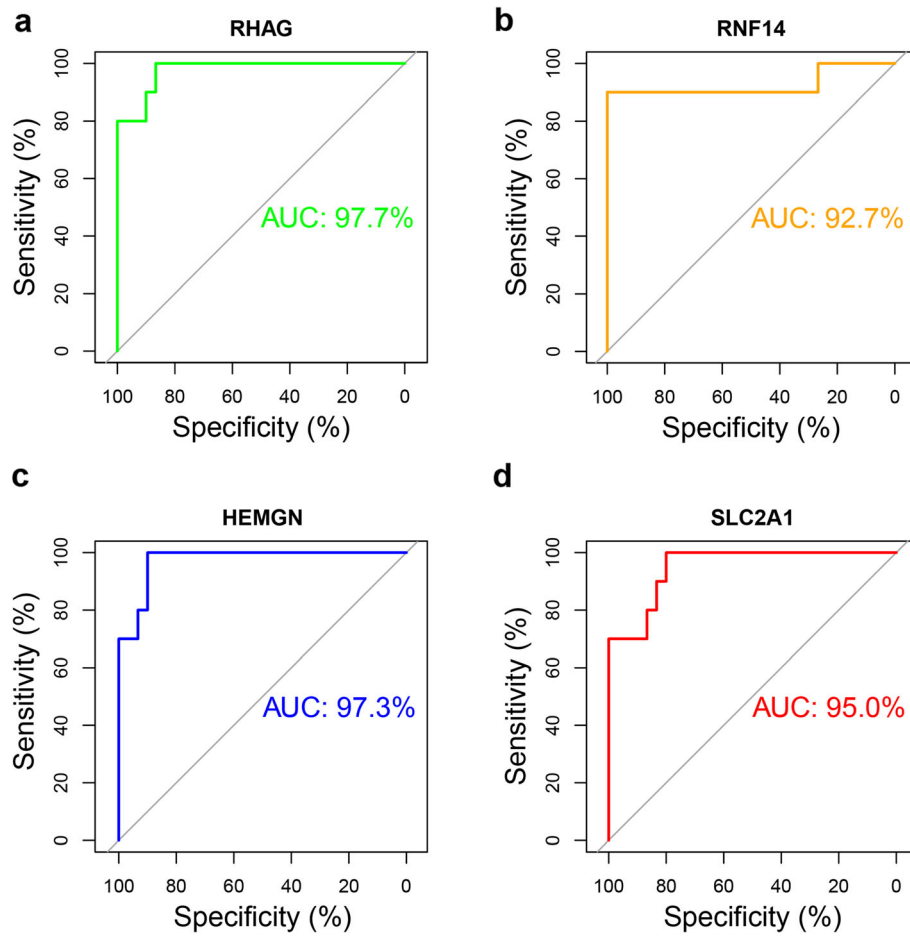 a
RHAG
Sensitivity (%)
100
80
60
40
20
0
AUC: 97.7%
100 80 60 40 20 0
Specificity (%)
b
RNF14
Sensitivity (%)
100
80
60
40
20
0
AUC: 92.7%
100 80 60 40 20 0
Specificity (%)
c
HEMGN
Sensitivity (%)
100
80
60
40
20
0
AUC: 97.3%
100 80 60 40 20 0
Specificity (%)
d
SLC2A1
Sensitivity (%)
100
80
60
40
20
0
AUC: 95.0%
100 80 60 40 20 0
Specificity (%)